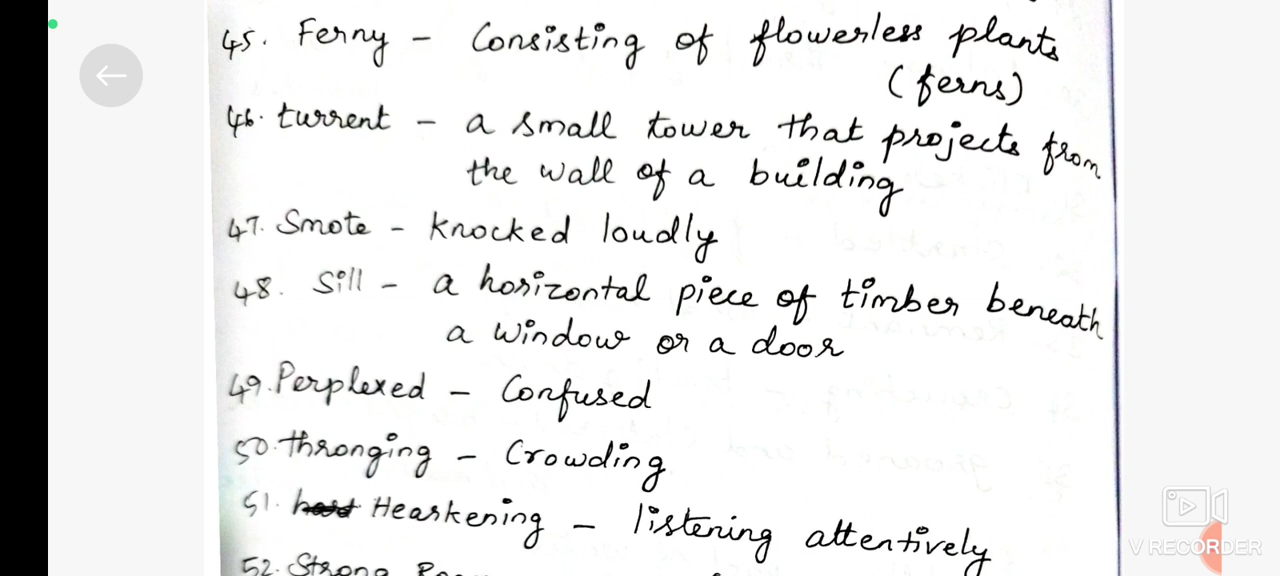 45. Ferny - Consisting of flowerless plants
(ferns)
46. turrent - a small tower that projects from
the wall of a building
47. Smote - knocked loudly
48. Sill - a horizontal piece of timber beneath
a window or a door
49. Perplexed - Confused
50. thronging - Crowding
51. Hearkening - listening attentively
52. Strong
V RECORDER